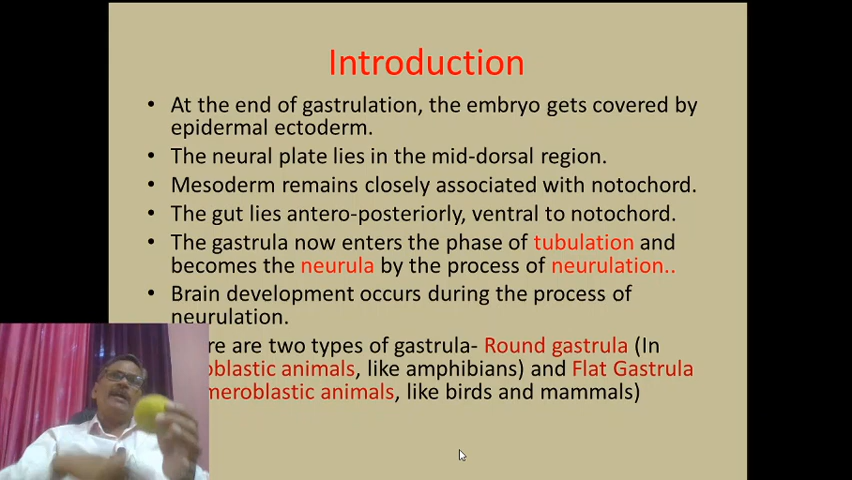 Introduction
• At the end of gastrulation, the embryo gets covered by
epidermal ectoderm.
• The neural plate lies in the mid-dorsal region.
• Mesoderm remains closely associated with notochord.
• The gut lies antero-posteriorly, ventral to notochord.
• The gastrula now enters the phase of tubulation and
becomes the neurula by the process of neurulation..
• Brain development occurs during the process of
neurulation.
are two types of gastrula- Round gastrula (In
animals, like amphibians) and Flat Gastrula
meroblastic animals, like birds and mammals)